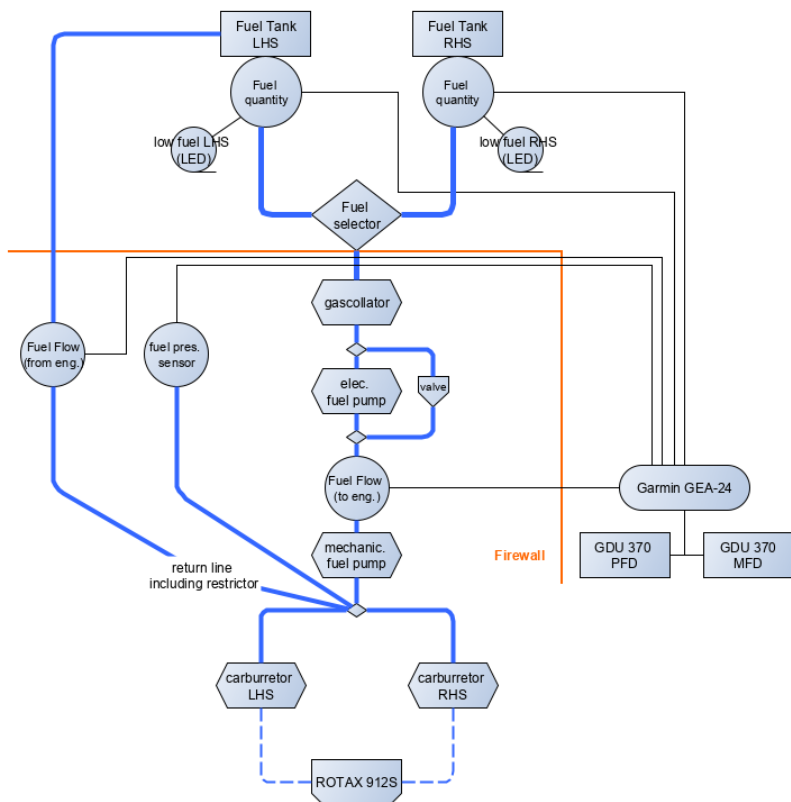 Fuel Tank
LHS
Fuel Tank
RHS
Fuel
quantity
Fuel
quantity
low fuel LHS
(LED)
low fuel RHS
(LED)
Fuel
selector
gascollator
Fuel Flow
(from eng.)
fuel pres.
sensor
elec.
fuel pump
valve
Fuel Flow
(to eng.)
Garmin GEA-24
mechanic.
fuel pump
Firewall
GDU 370
PFD
GDU 370
MFD
return line
including restrictor
carburretor
LHS
carburretor
RHS
ROTAX 912S